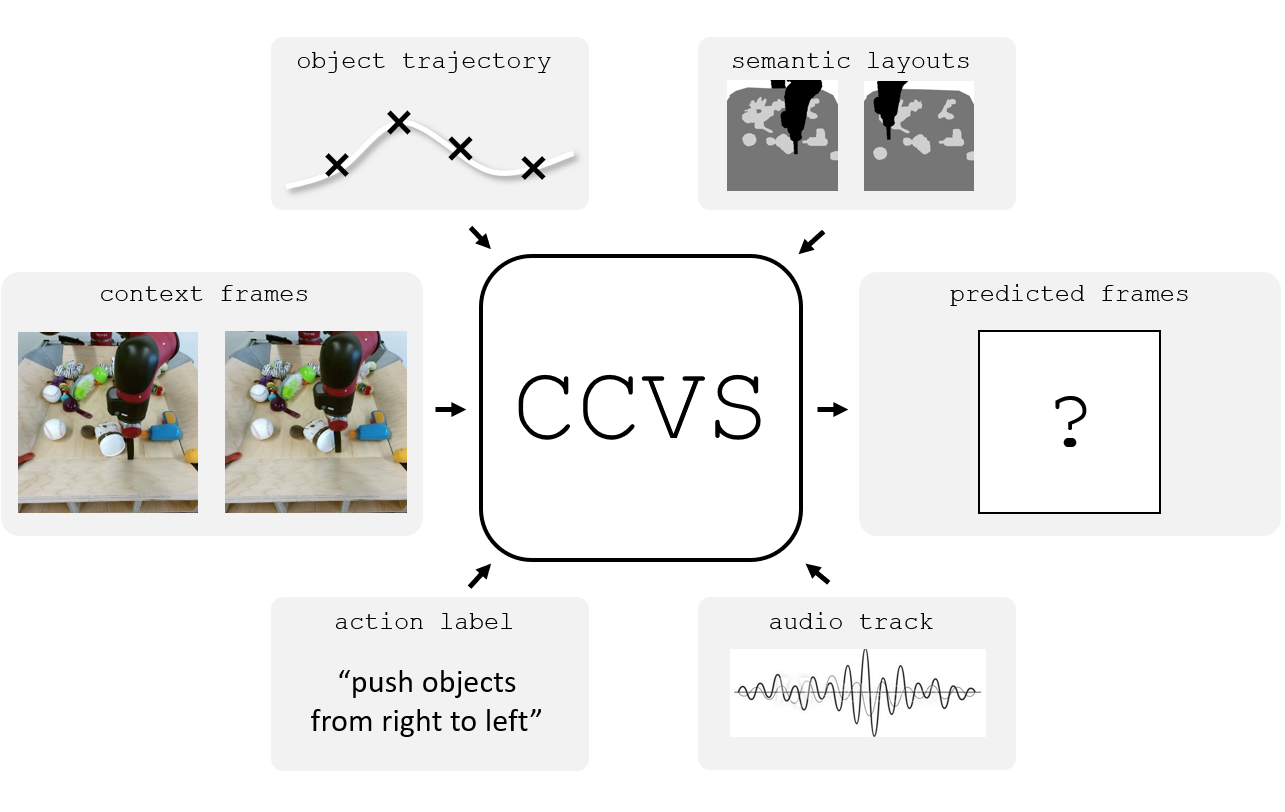 object trajectory
semantic layouts
context frames
CCVS
predicted frames
?
action label
“push objects
from right to left”
audio track